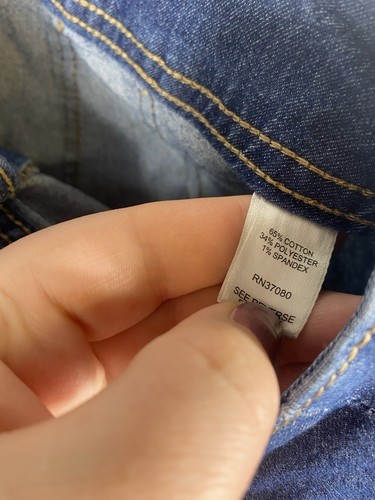 65% COTTON
34% POLYESTER
1% SPANDEX
RN37080
SEE REVERSE